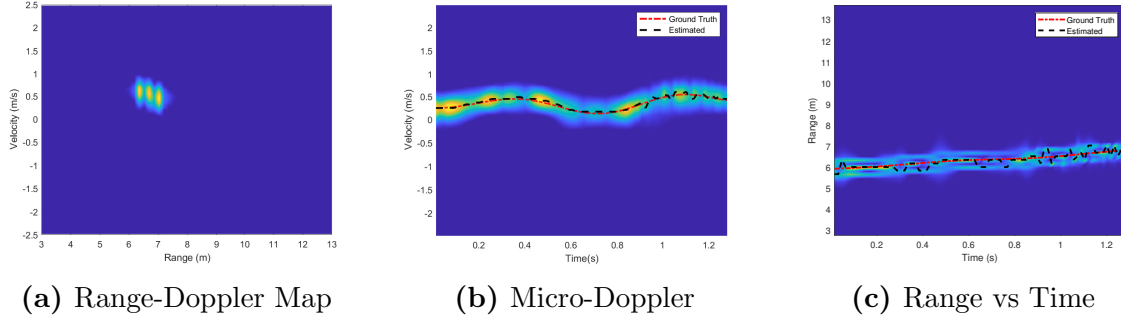 2.5
2
1.5
1
0.5
0
-0.5
-1
-1.5
-2
2.5
Velocity (m/s)
3 4 5 6 7 8 9 10 11 12 13
Range (m)
2.5
2
1.5
1
0.5
0
-0.5
-1
-1.5
-2
Velocity (m/s)
Ground Truth
Estimated
0.2 0.4 0.6 0.8 1 1.2
Time(s)
13
12
11
10
9
8
7
6
5
4
3
Range (m)
Ground Truth
Estimated
0.2 0.4 0.6 0.8 1 1.2
Time (s)
(a) Range-Doppler Map
(b) Micro-Doppler
(c) Range vs Time